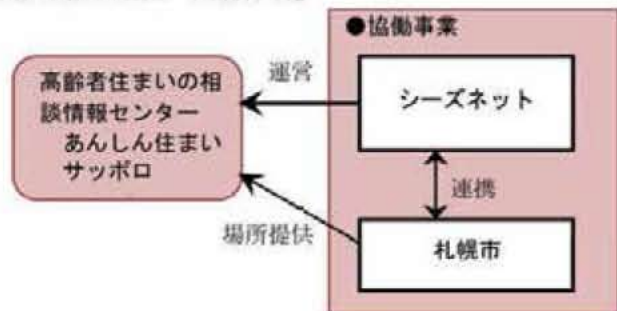 ●協働事業
高齢者住まいの相
談情報センター
あんしん住まい
サッポロ
運営
シーズネット
連携
場所提供
札幌市